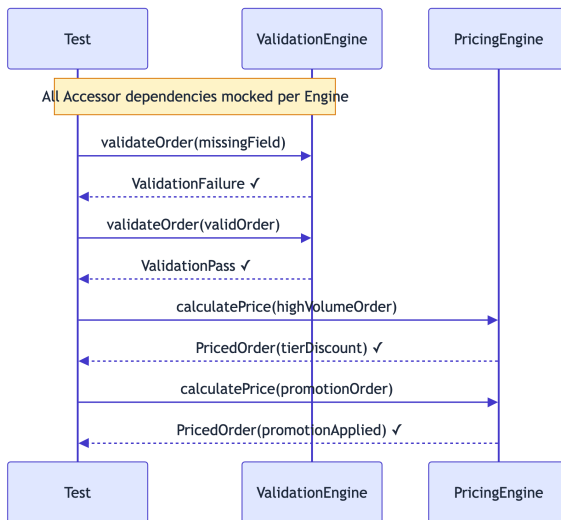 Test
ValidationEngine
PricingEngine
All Accessor dependencies mocked per Engine
validateOrder(missingField)
ValidationFailure ✓
validateOrder(validOrder)
ValidationPass ✓
calculatePrice(highVolumeOrder)
PricedOrder(tierDiscount) ✓
calculatePrice(promotionOrder)
PricedOrder(promotionApplied) ✓
Test
ValidationEngine
PricingEngine